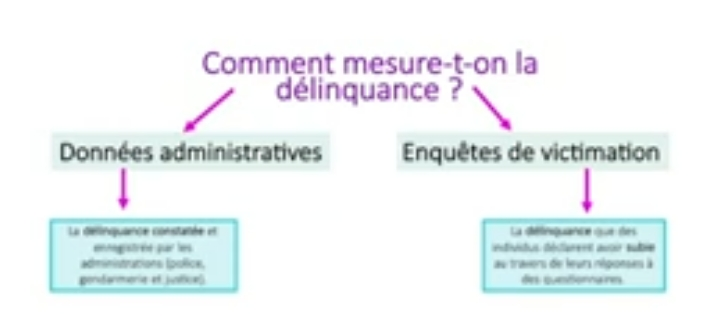 Comment mesure-t-on la
délinquance ?
Données administratives
Enquêtes de victimation
La délinquance constatée et
enregistrée par les
administrations (police,
gendarmerie et justice).
La délinquance que des
individus déclarent avoir subie
au travers de leurs réponses à
des questionnaires.